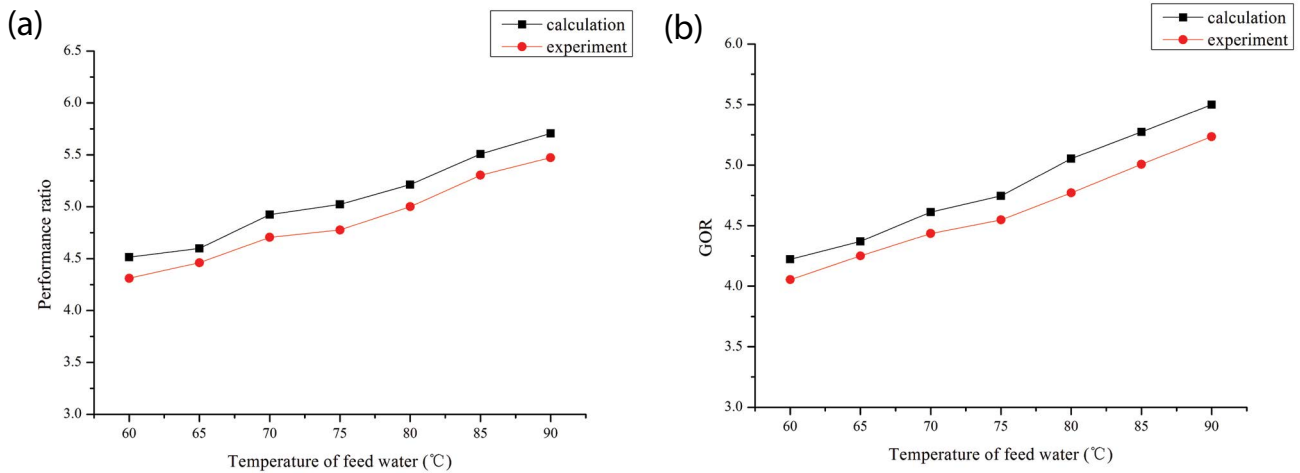 (a)
calculation
experiment
6.5
6.0
5.5
5.0
4.5
4.0
3.5
3.0
Performance ratio
60 65 70 75 80 85 90
Temperature of feed water (℃)
(b)
calculation
experiment
6.0
5.5
5.0
4.5
4.0
3.5
3.0
GOR
60 65 70 75 80 85 90
Temperature of feed water (℃)